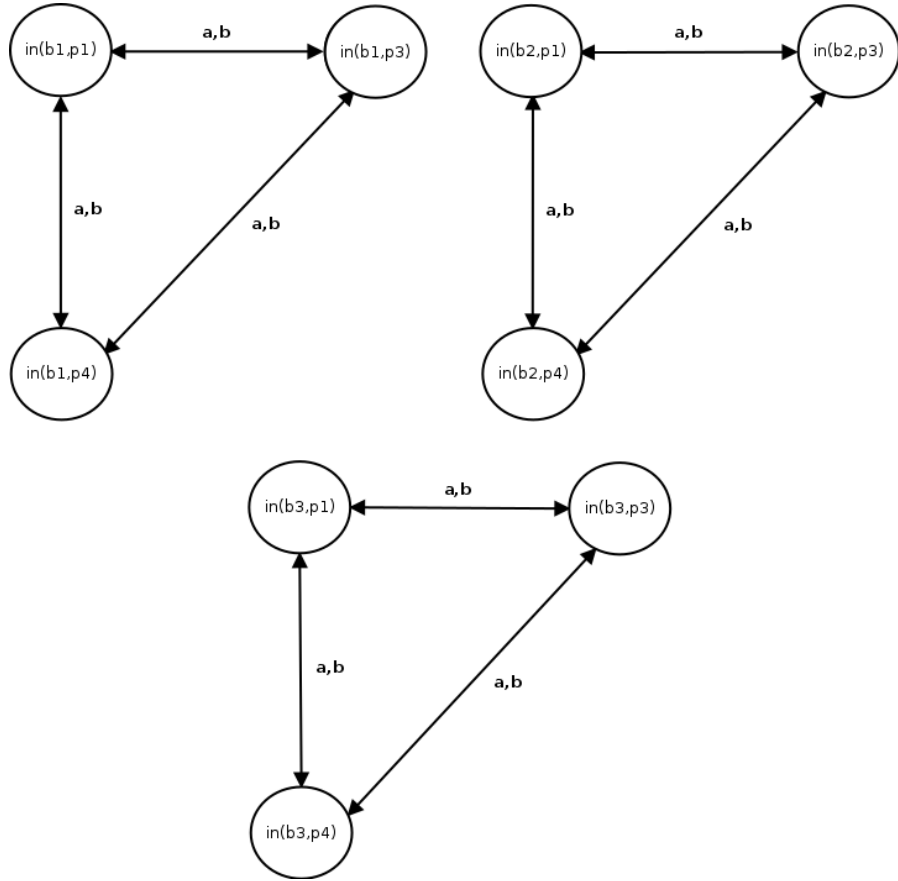 in(b1,p1)
a,b
in(b1,p3)
a,b
a,b
in(b1,p4)
in(b2,p1)
a,b
in(b2,p3)
a,b
a,b
in(b2,p4)
in(b3,p1)
a,b
in(b3,p3)
a,b
a,b
in(b3,p4)